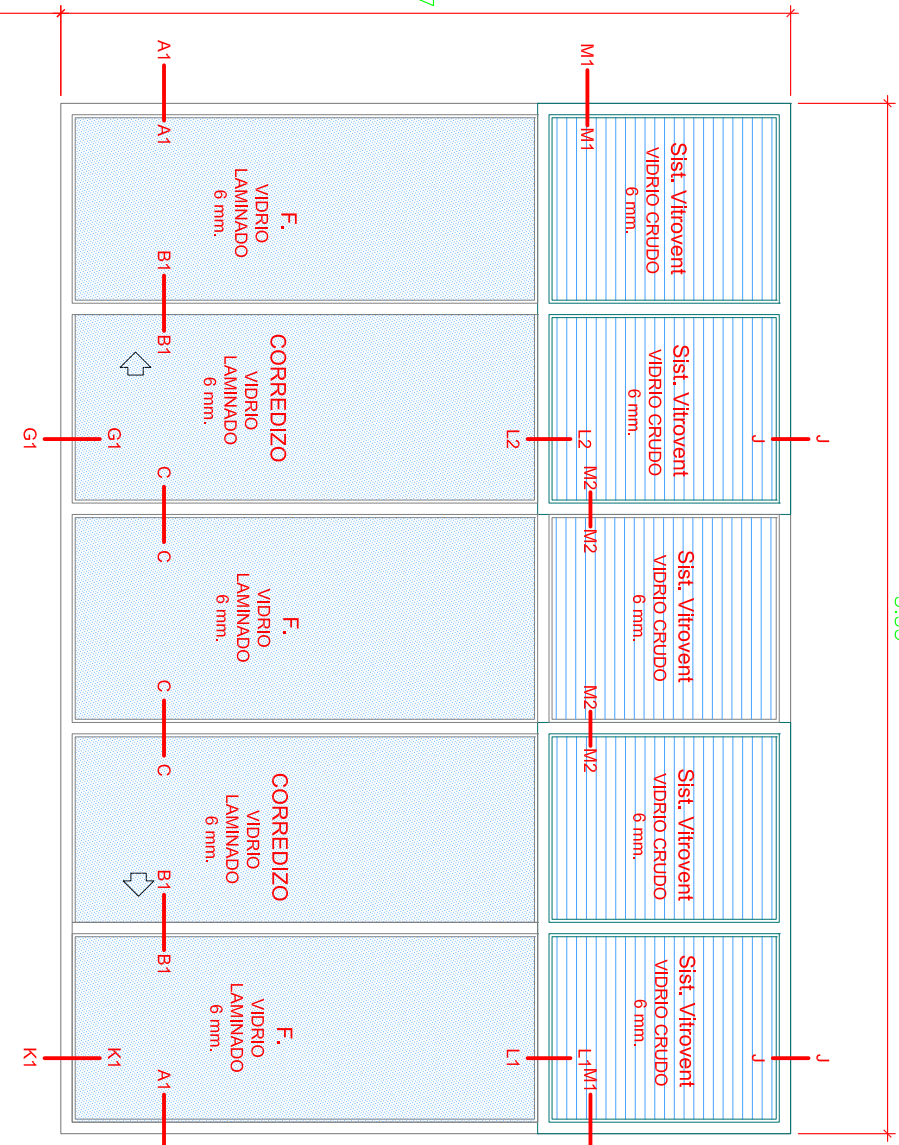 J
J
J
J
Sist. Vitrovent
VIDRIO CRUDO
6 mm.
Sist. Vitrovent
VIDRIO CRUDO
6 mm.
Sist. Vitrovent
VIDRIO CRUDO
6 mm.
Sist. Vitrovent
VIDRIO CRUDO
6 mm.
Sist. Vitrovent
VIDRIO CRUDO
6 mm.
M1
M1
M2
M2
M2
M2
M1
L2
L2
L1
L1
F.
VIDRIO
LAMINADO
6 mm.
CORREDIZO
VIDRIO
LAMINADO
6 mm.
F.
VIDRIO
LAMINADO
6 mm.
CORREDIZO
VIDRIO
LAMINADO
6 mm.
F.
VIDRIO
LAMINADO
6 mm.
A1
A1
B1
B1
C
C
C
C
B1
B1
A1
G1
G1
K1
K1